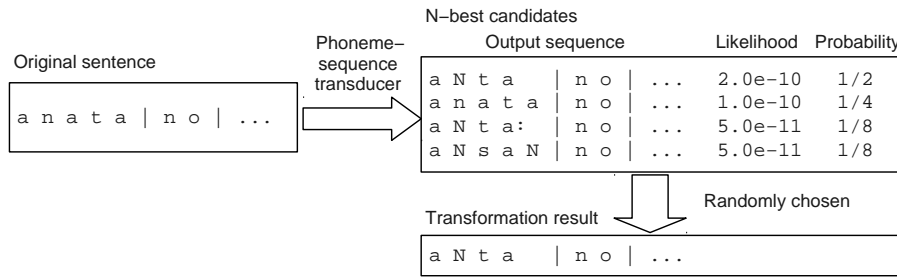 N−best candidates
Output sequence Likelihood Probability
Phoneme−
sequence
transducer
Original sentence
a n a t a | n o | ...
a N t a | n o | ... 2.0e−10 1/2
a n a t a | n o | ... 1.0e−10 1/4
a N t a: | n o | ... 5.0e−11 1/8
a N s a N | n o | ... 5.0e−11 1/8
Randomly chosen
Transformation result
a N t a | n o | ...